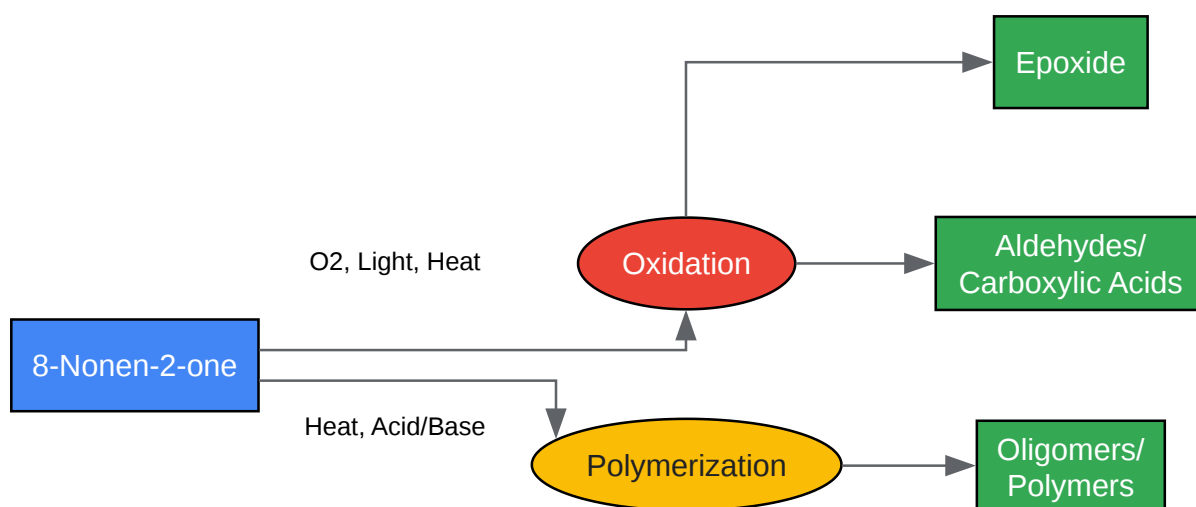 Epoxide
O2, Light, Heat
Oxidation
Aldehydes/
Carboxylic Acids
8-Nonen-2-one
Heat, Acid/Base
Polymerization
Oligomers/
Polymers